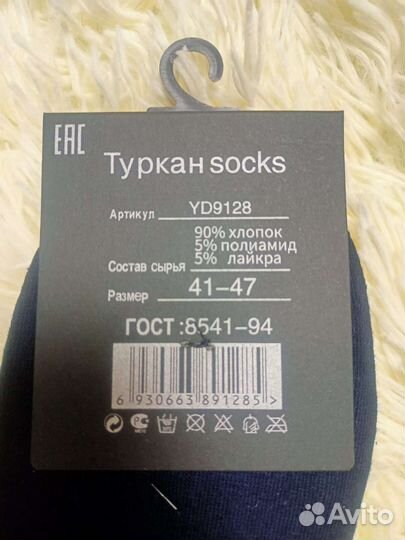 EAC
Туркан socks
Артикул YD9128
90% хлопок
5% полиамид
Состав сырья 5% лайкра
Размер 41–47
ГОСТ :8541–94
6 930663 891285 >
Avito